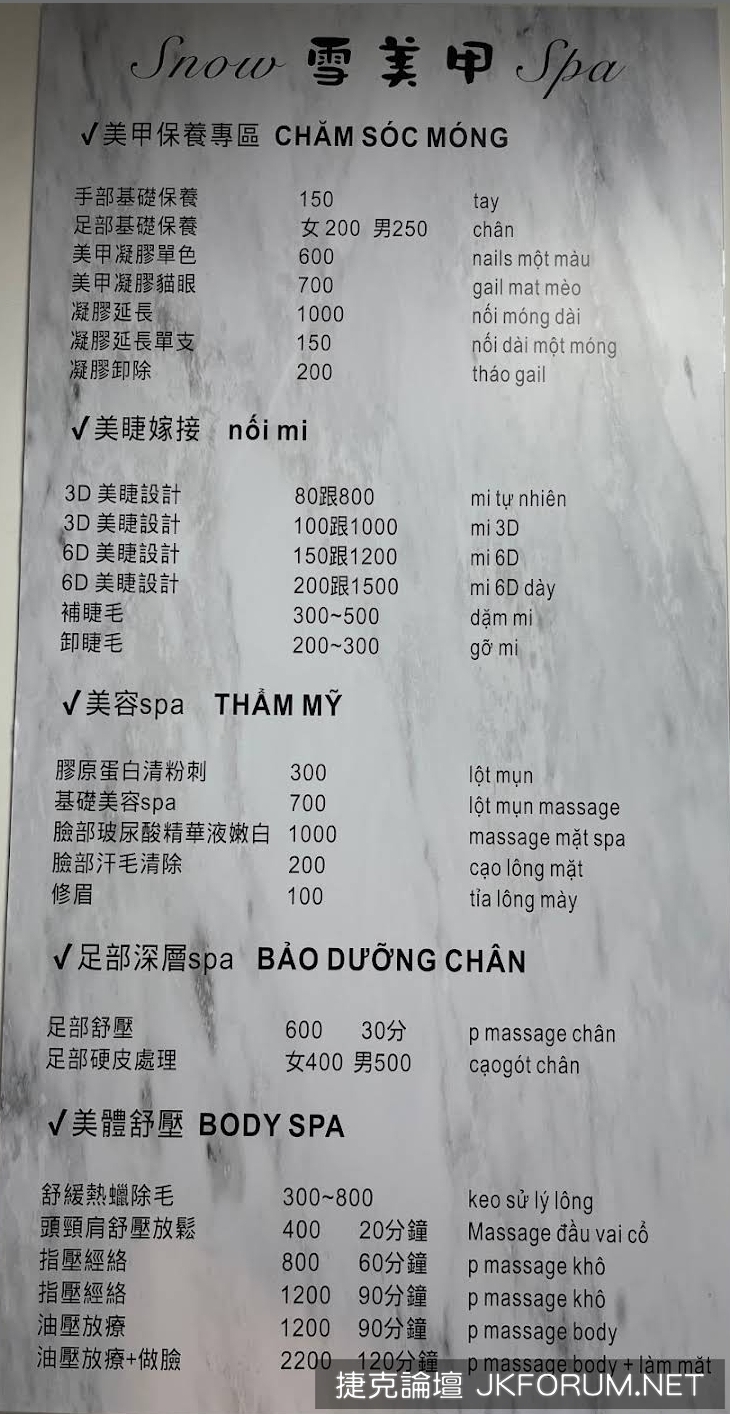 Snow 雪美甲 Spa
✓美甲保養專區 CHĂM SÓC MÓNG
手部基礎保養 150 tay
足部基礎保養 女 200 男250 chân
美甲凝膠單色 600 nails một màu
美甲凝膠貓眼 700 gail mat mèo
凝膠延長 1000 nối móng dài
凝膠延長單支 150 nối dài một móng
凝膠卸除 200 tháo gail
✓美睫嫁接 nối mi
3D 美睫設計 80跟800 mi tự nhiên
3D 美睫設計 100跟1000 mi 3D
6D 美睫設計 150跟1200 mi 6D
6D 美睫設計 200跟1500 mi 6D dày
補睫毛 300~500 dặm mi
卸睫毛 200~300 gỡ mi
✓美容spa THẨM MỸ
膠原蛋白清粉刺 300 lột mụn
基礎美容spa 700 lột mụn massage
臉部玻尿酸精華液嫩白 1000 massage mặt spa
臉部汗毛清除 200 cạo lông mặt
修眉 100 tỉa lông mày
✓足部深層spa BẢO DƯỠNG CHÂN
足部舒壓 600 30分 p massage chân
足部硬皮處理 女400 男500 cạogót chân
✓美體舒壓 BODY SPA
舒緩熱蠟除毛 300~800 keo sử lý lông
頭頸肩舒壓放鬆 400 20分鐘 Massage đầu vai cổ
指壓經絡 800 60分鐘 p massage khô
指壓經絡 1200 90分鐘 p massage khô
油壓放療 1200 90分鐘 p massage body
油壓放療+做臉 2200 120分鐘 p massage body + làm mặt
捷克論壇 JKFORUM.NET